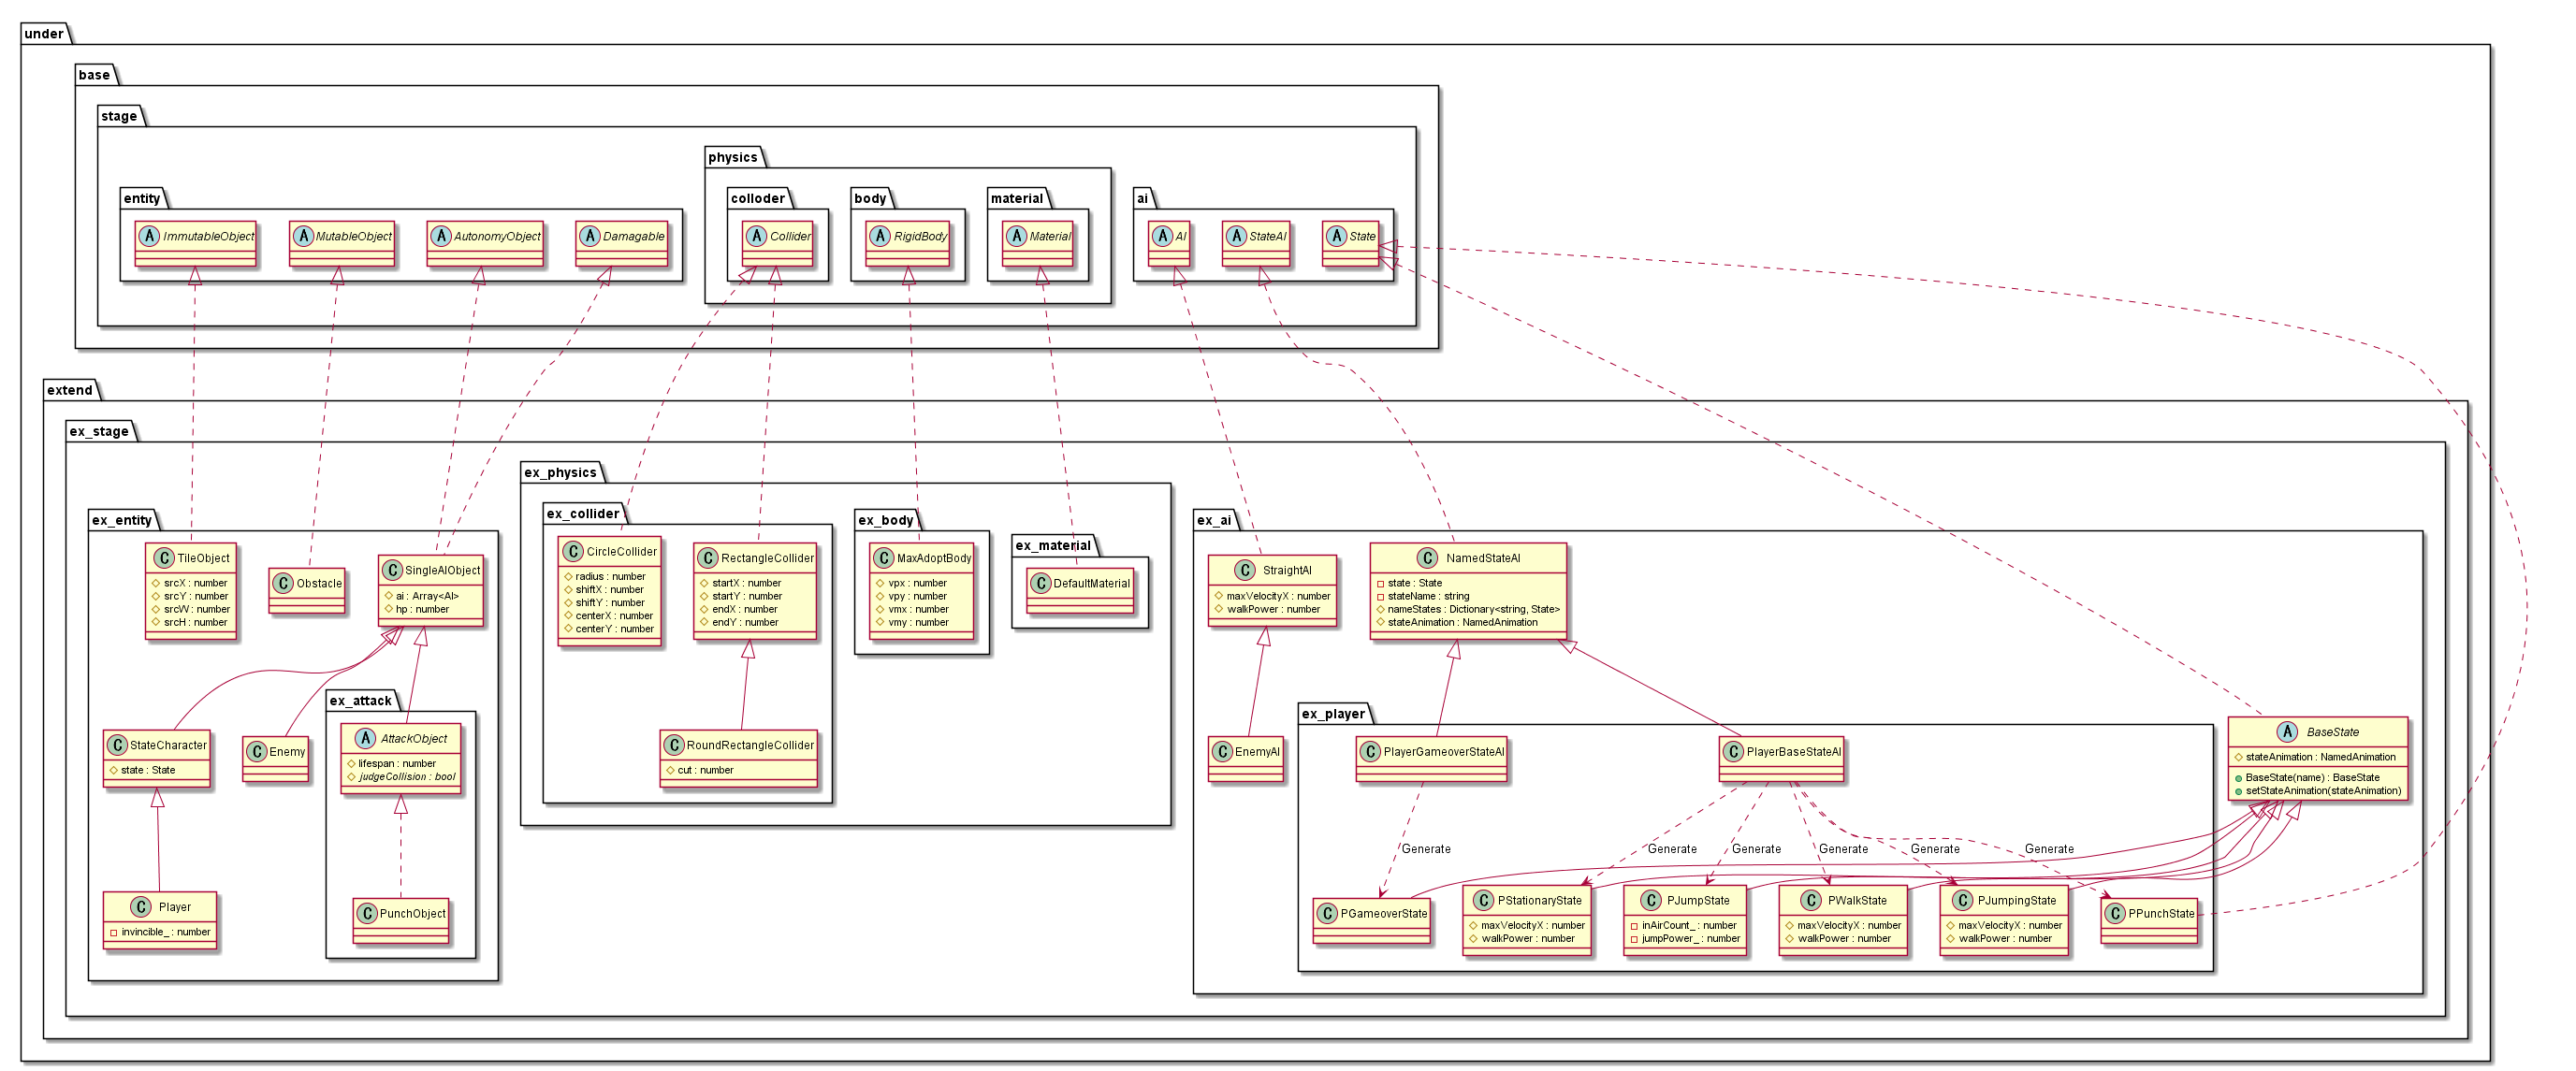 under
base
stage
entity
ImmutableObject
MutableObject
AutonomyObject
Damagable
physics
colloder
Collider
body
RigidBody
material
Material
ai
AI
StateAI
State
extend
ex_stage
ex_entity
TileObject
srcX : number
srcY : number
srcW : number
srcH : number
Obstacle
SingleAIObject
ai : Array<AI>
hp : number
StateCharacter
state : State
Enemy
ex_attack
AttackObject
lifespan : number
judgeCollision : bool
Player
invincible_ : number
PunchObject
ex_physics
ex_collider
CircleCollider
radius : number
shiftX : number
shiftY : number
centerX : number
centerY : number
RectangleCollider
startX : number
startY : number
endX : number
endY : number
RoundRectangleCollider
cut : number
ex_body
MaxAdoptBody
vpx : number
vpy : number
vmx : number
vmy : number
ex_material
DefaultMaterial
ex_ai
StraightAI
maxVelocityX : number
walkPower : number
NamedStateAI
state : State
stateName : string
nameStates : Dictionary<string, State>
stateAnimation : NamedAnimation
EnemyAI
ex_player
PlayerGameoverStateAI
PlayerBaseStateAI
BaseState
stateAnimation : NamedAnimation
BaseState(name) : BaseState
setStateAnimation(stateAnimation)
Generate
Generate
Generate
Generate
Generate
Generate
PGameoverState
PStationaryState
maxVelocityX : number
walkPower : number
PJumpState
inAirCount_ : number
jumpPower_ : number
PWalkState
maxVelocityX : number
walkPower : number
PJumpingState
maxVelocityX : number
walkPower : number
PPunchState